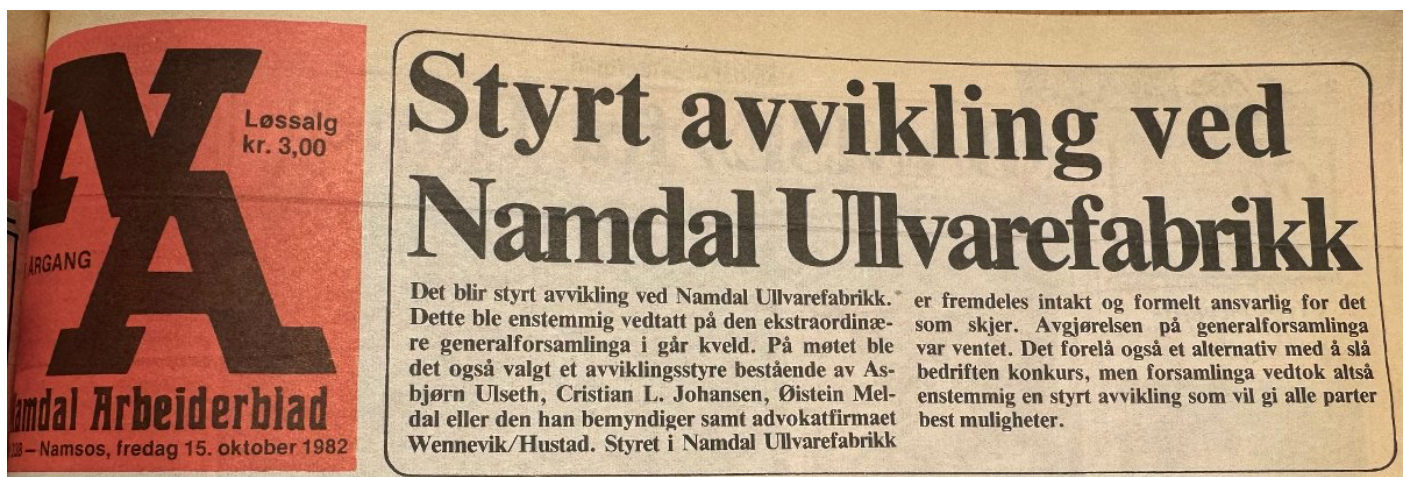 NA
Løssalg
kr. 3,00
ARGANG
Namdal Arbeiderblad
– Namsos, fredag 15. oktober 1982
Styrt avvikling ved
Namdal Ullvarefabrikk
Det blir styrt avvikling ved Namdal Ullvarefabrikk.
Dette ble enstemmig vedtatt på den ekstraordinæ-
re generalforsamlinga i går kveld. På møtet ble
det også valgt et avviklingsstyre bestående av As-
bjørn Ulseth, Cristian L. Johansen, Øistein Mel-
dal eller den han bemyndiger samt advokatfirmaet
Wennevik/Hustad. Styret i Namdal Ullvarefabrikk
er fremdeles intakt og formelt ansvarlig for det
som skjer. Avgjørelsen på generalforsamlinga
var ventet. Det forelå også et alternativ med å slå
bedriften konkurs, men forsamlinga vedtok altså
enstemmig en styrt avvikling som vil gi alle parter
best muligheter.